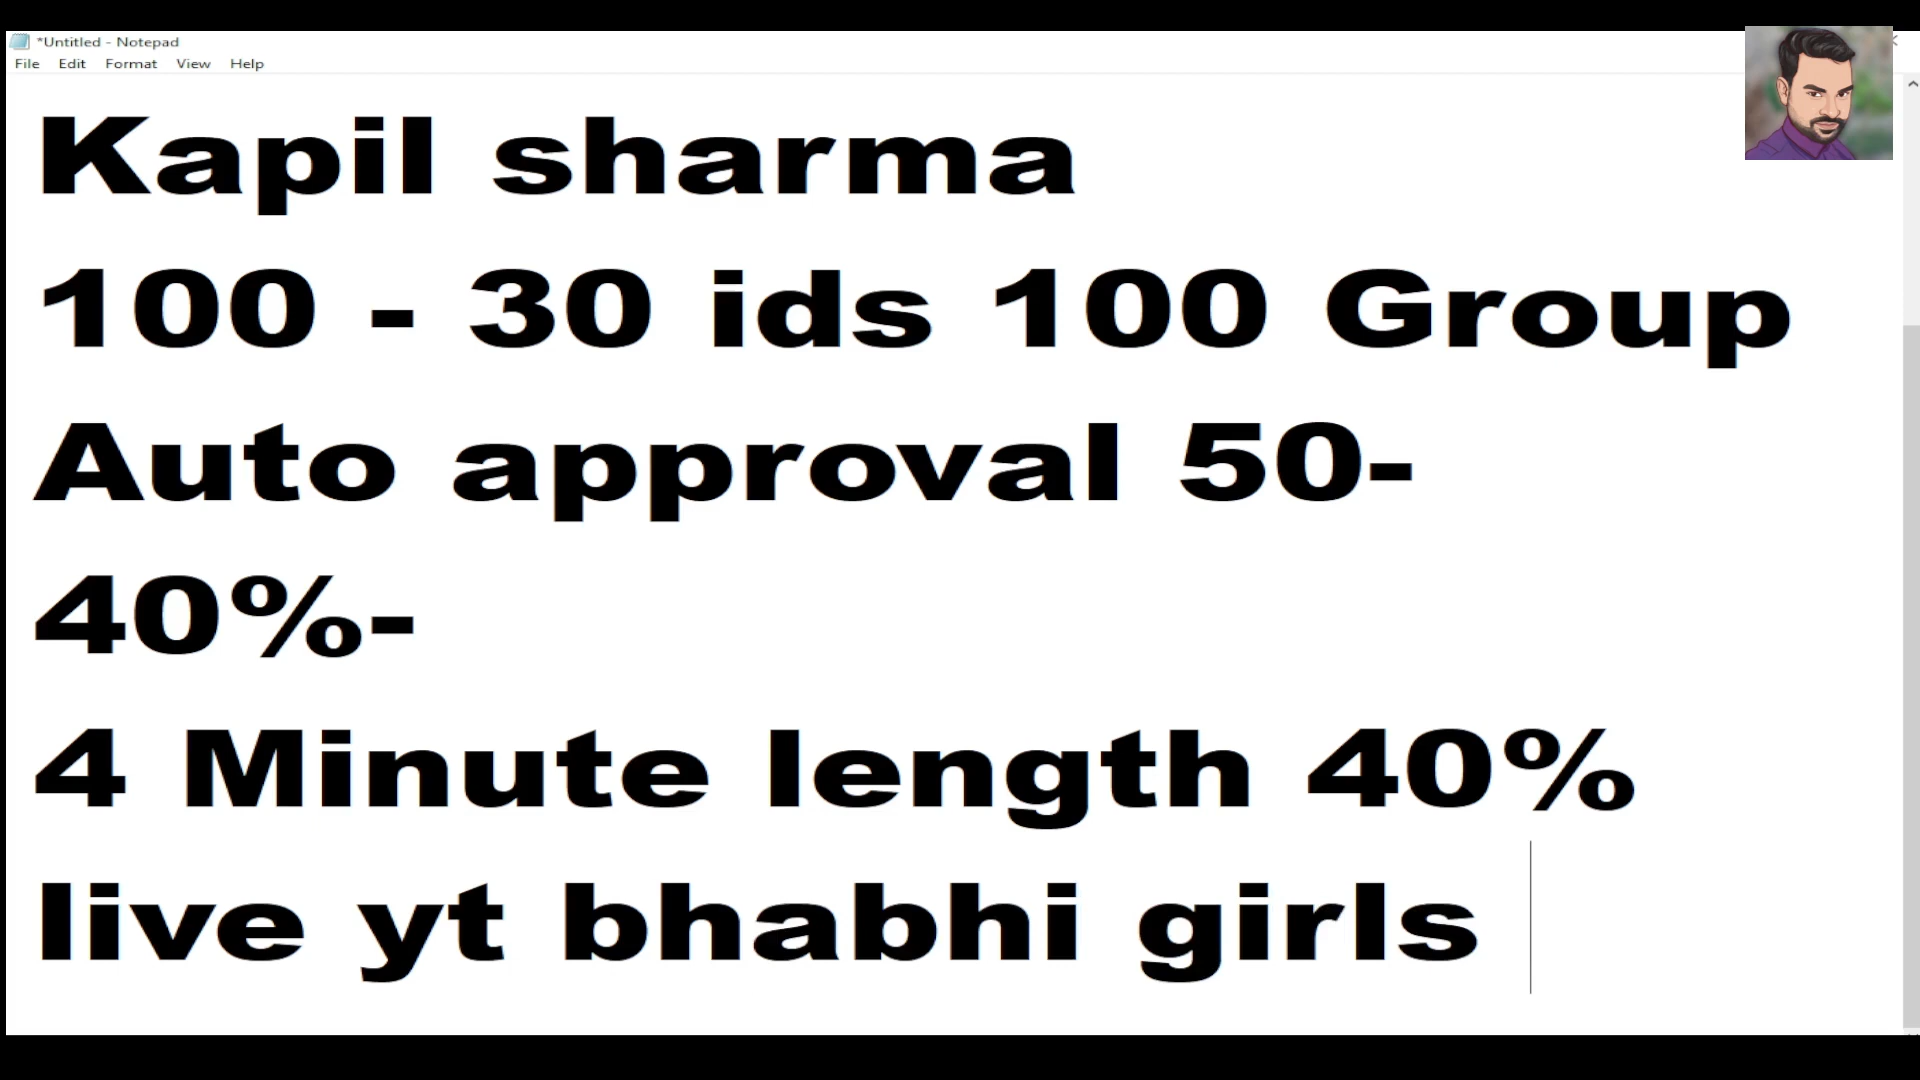 *Untitled - Notepad
File Edit Format View Help
Kapil sharma
100 - 30 ids 100 Group
Auto approval 50-
40%-
4 Minute length 40%
live yt bhabhi girls